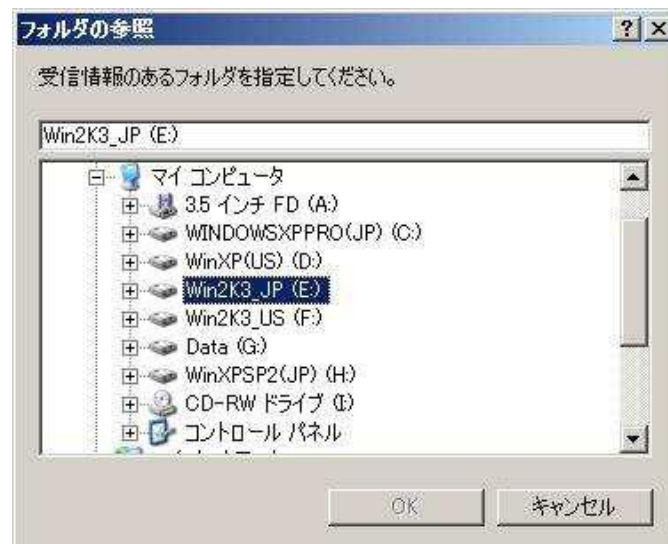 フォルダの参照
受信情報のあるフォルダを指定してください。
Win2K3_JP (E:)
マイ コンピュータ
3.5 インチ FD (A:)
WINDOWSXPPRO(JP) (C:)
WinXP(US) (D:)
Win2K3_JP (E:)
Win2K3_US (F:)
Data (G:)
WinXPSP2(JP) (H:)
CD-RW ドライブ (I:)
コントロール パネル
OK
キャンセル